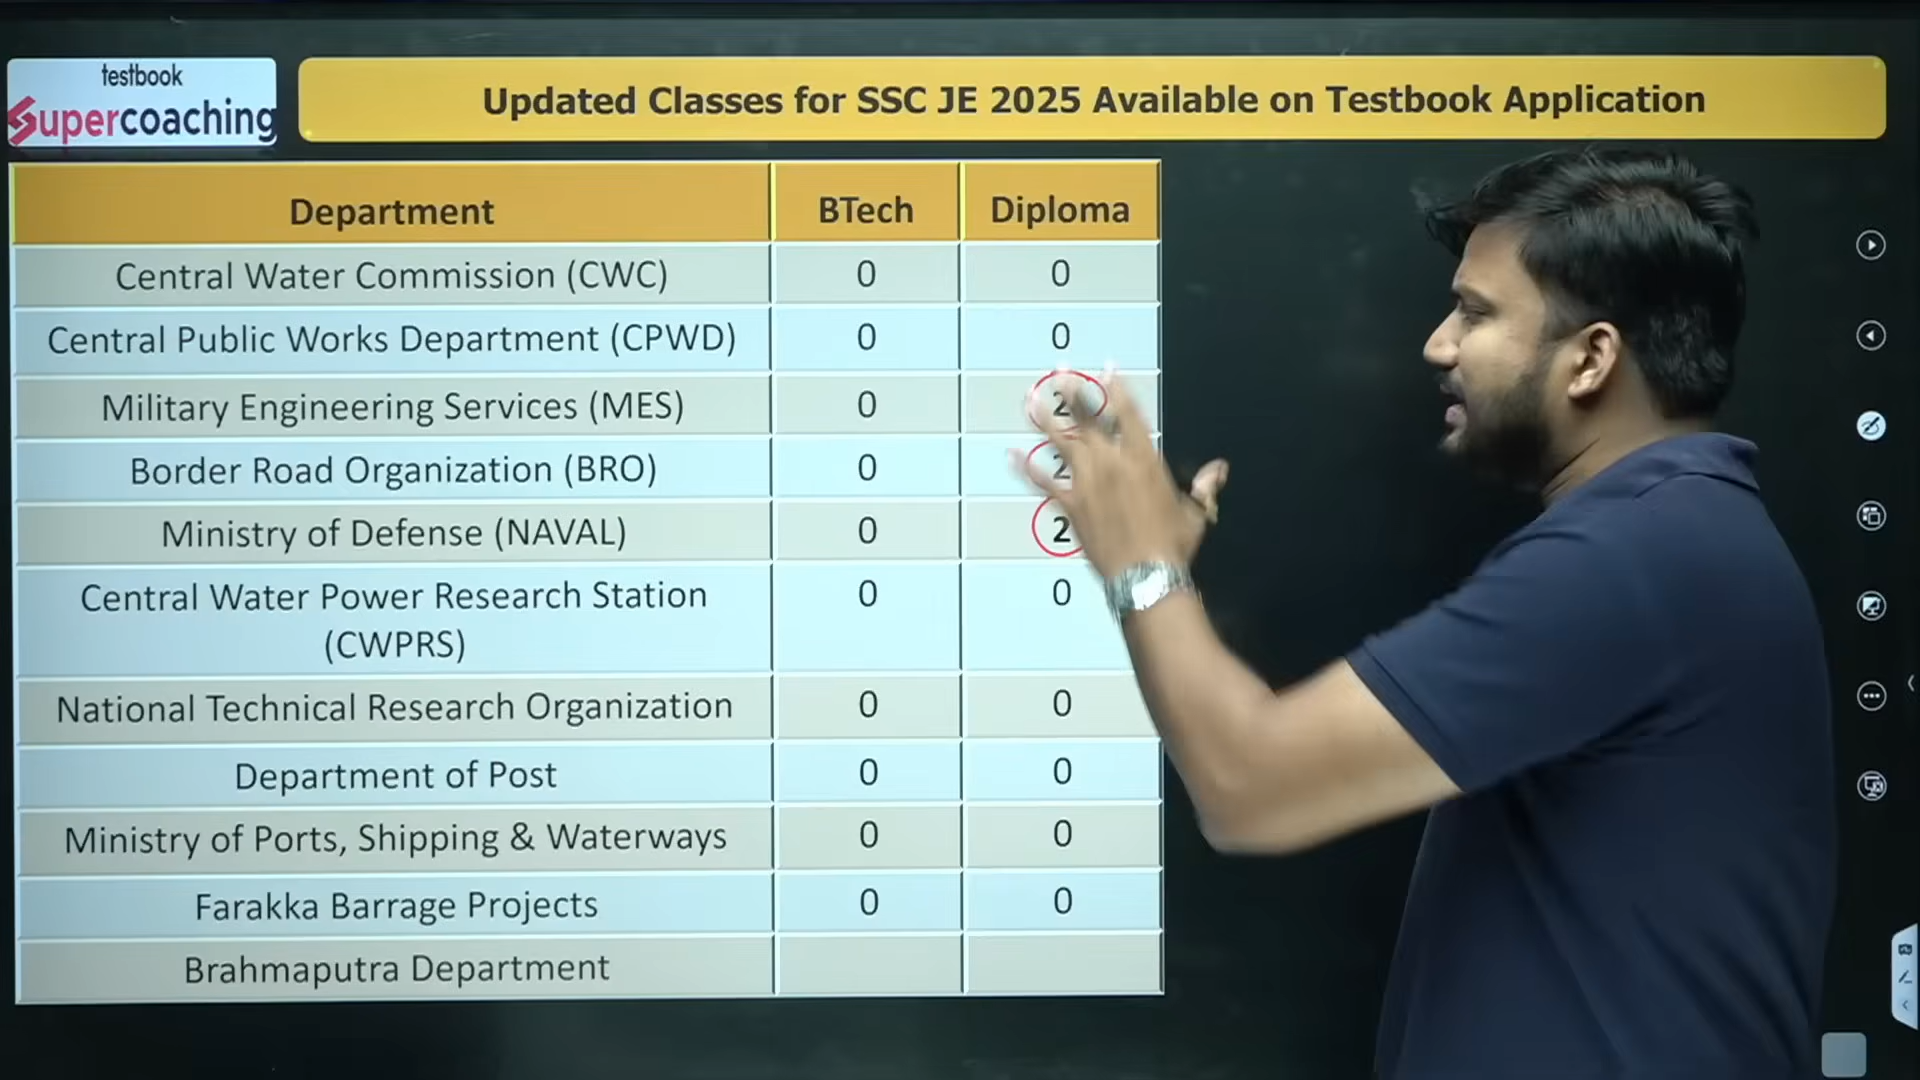 testbook
Supercoaching
Updated Classes for SSC JE 2025 Available on Testbook Application
Department BTech Diploma
Central Water Commission (CWC) 0 0
Central Public Works Department (CPWD) 0 0
Military Engineering Services (MES) 0 2
Border Road Organization (BRO) 0 2
Ministry of Defense (NAVAL) 0 2
Central Water Power Research Station 0 0
(CWPRS)
National Technical Research Organization 0 0
Department of Post 0 0
Ministry of Ports, Shipping & Waterways 0 0
Farakka Barrage Projects 0 0
Brahmaputra Department